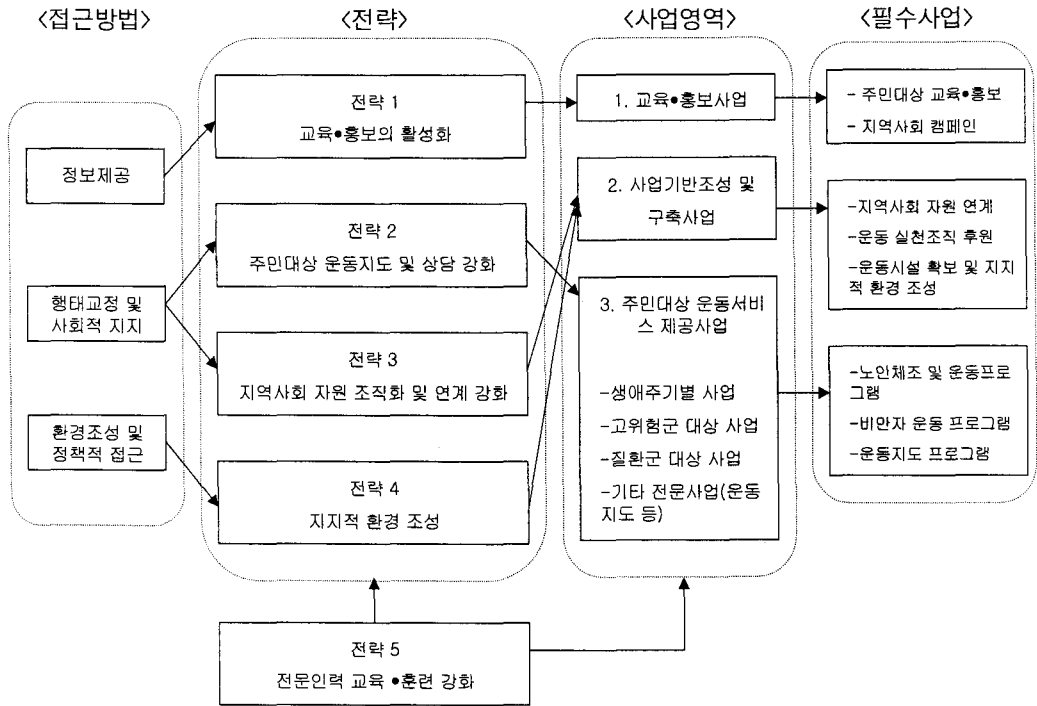 <접근방법>
<전략>
<사업영역>
<필수사업>
정보제공
행태교정 및
사회적 지지
환경조성 및
정책적 접근
전략 1
교육•홍보의 활성화
전략 2
주민대상 운동지도 및 상담 강화
전략 3
지역사회 자원 조직화 및 연계 강화
전략 4
지지적 환경 조성
전략 5
전문인력 교육 •훈련 강화
1. 교육•홍보사업
2. 사업기반조성 및
구축사업
3. 주민대상 운동서비
스 제공사업
-생애주기별 사업
-고위험군 대상 사업
-질환군 대상 사업
-기타 전문사업(운동
지도 등)
- 주민대상 교육•홍보
- 지역사회 캠페인
-지역사회 자원 연계
-운동 실천조직 후원
-운동시설 확보 및 지지
적 환경 조성
-노인체조 및 운동프로
그램
-비만자 운동 프로그램
-운동지도 프로그램